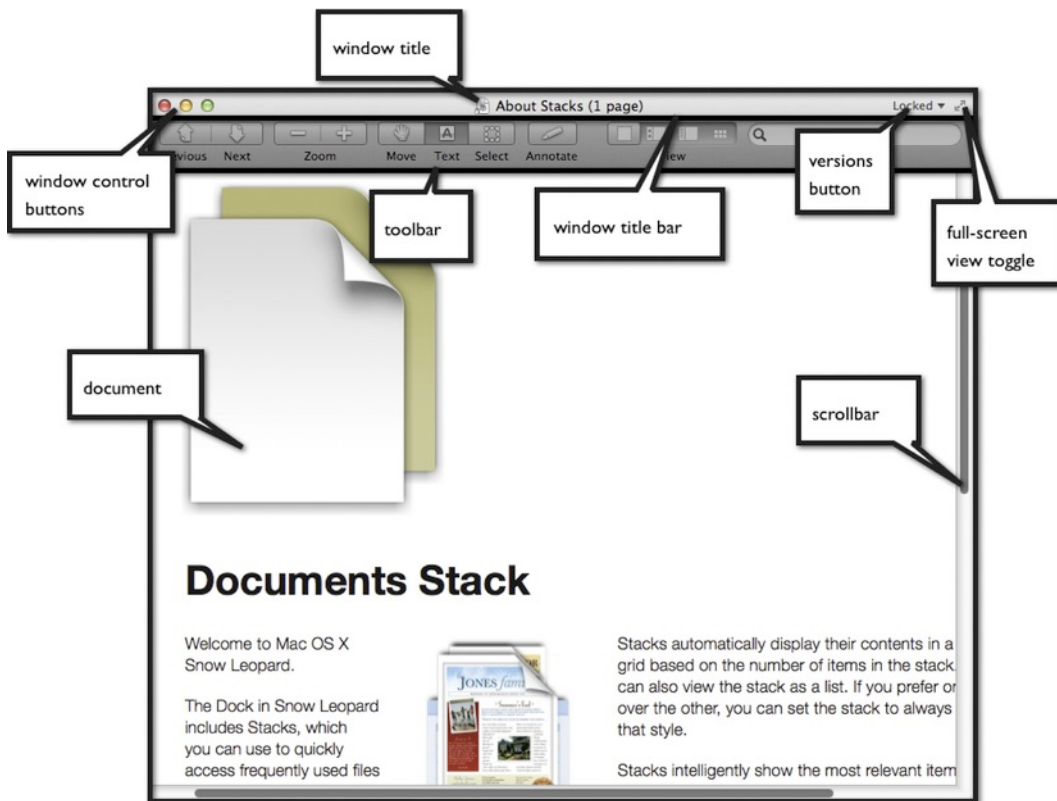 window title
About Stacks (1 page)
Locked
Next
Zoom
Move
Text
Select
Annotate
window control
buttons
toolbar
window title bar
versions
button
full-screen
view toggle
document
scrollbar
Documents Stack
Welcome to Mac OS X
Snow Leopard.
The Dock in Snow Leopard
includes Stacks, which
you can use to quickly
access frequently used files
JONES
Stacks automatically display their contents in a
grid based on the number of items in the stack.
can also view the stack as a list. If you prefer
over the other, you can set the stack to always
that style.
Stacks intelligently show the most relevant item